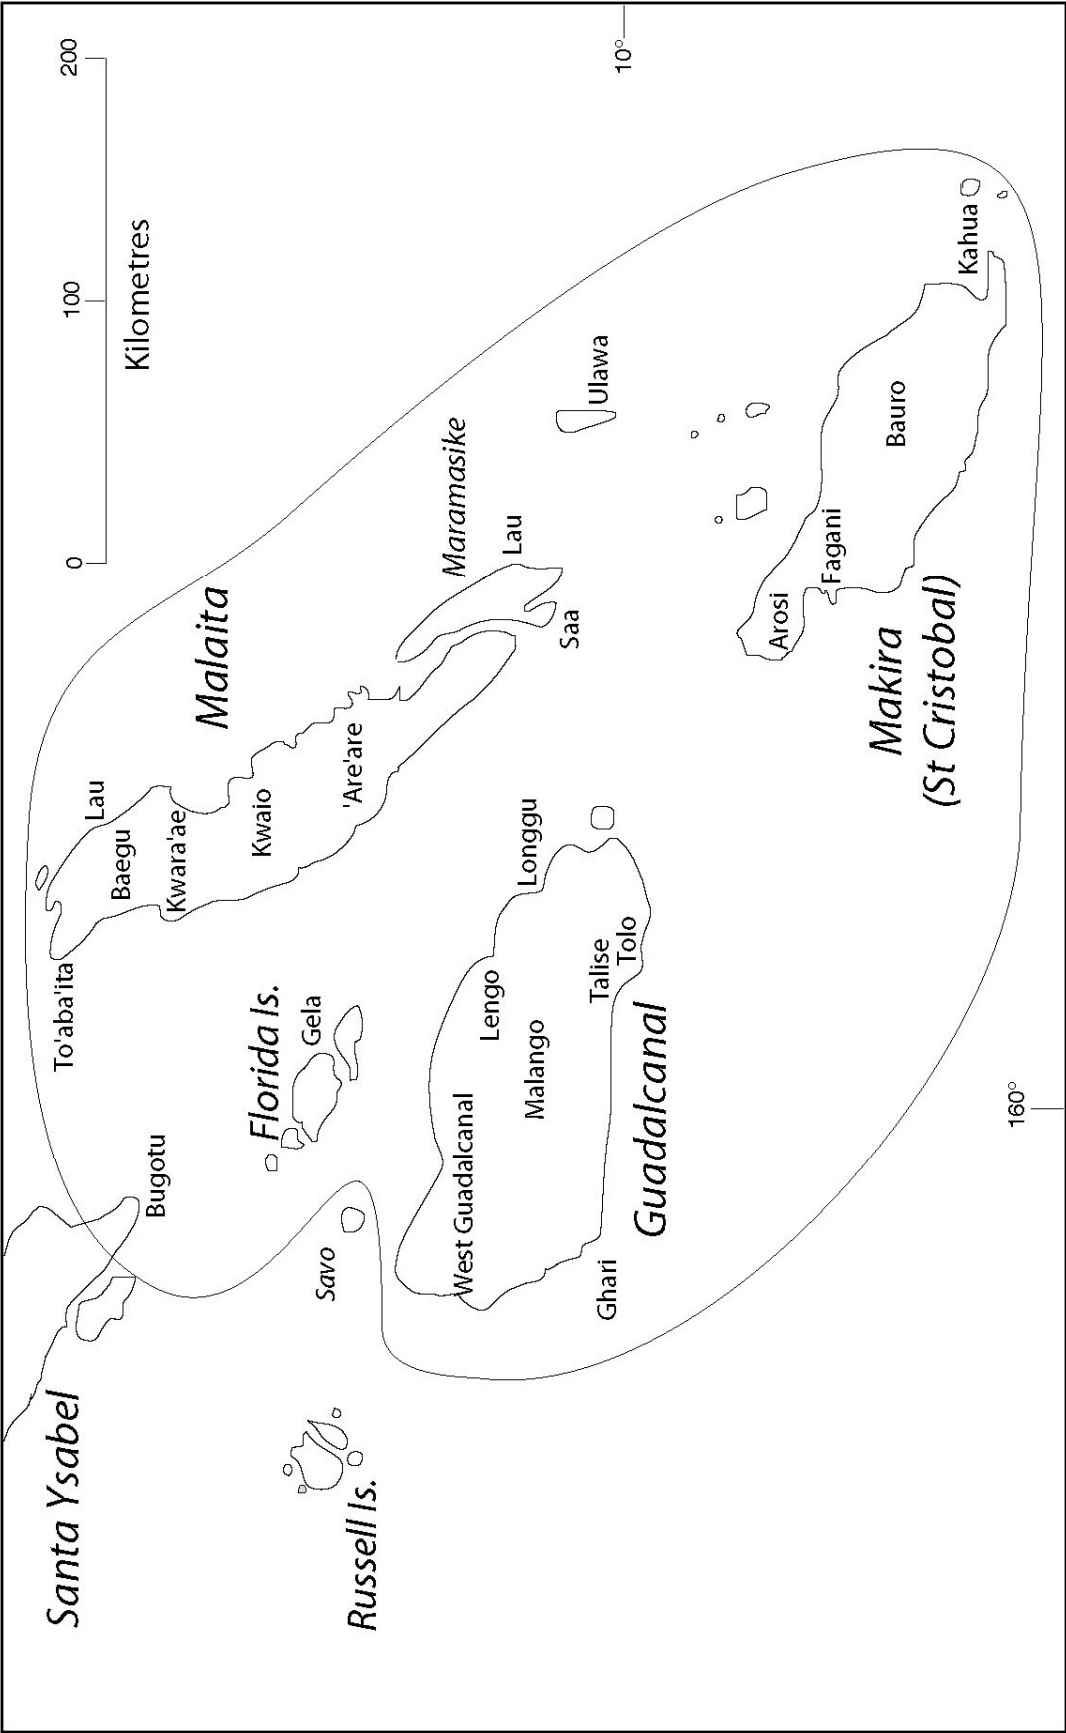 Santa Ysabel
Bugotu
To'aba'ita
Baegu
Lau
Kwara'ae
Malaita
Kwaio
'Are'are
0
100
200
Kilometres
Florida Is.
Gela
Savo
Russell Is.
Maramasike
Lau
Saa
Ulawa
10°
West Guadalcanal
Lengo
Longgu
Malango
Talise
Tolo
Ghari
Guadalcanal
Arosi
Fagani
Bauro
Kahua
Makira
(St Cristobal)
160°